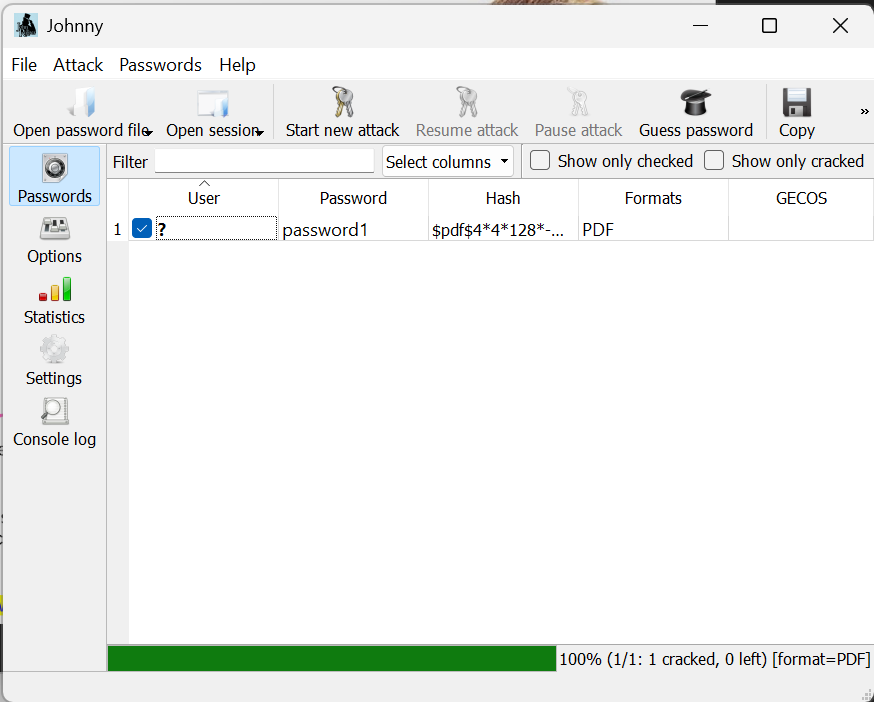 Johnny
File Attack Passwords Help
Open password file Open session Start new attack Resume attack Pause attack Guess password Copy »
Passwords
Options
Statistics
Settings
Console log
Filter Select columns Show only checked Show only cracked
User Password Hash Formats GECOS
1 ? password1 $pdf$4*4*128*-... PDF
100% (1/1: 1 cracked, 0 left) [format=PDF]